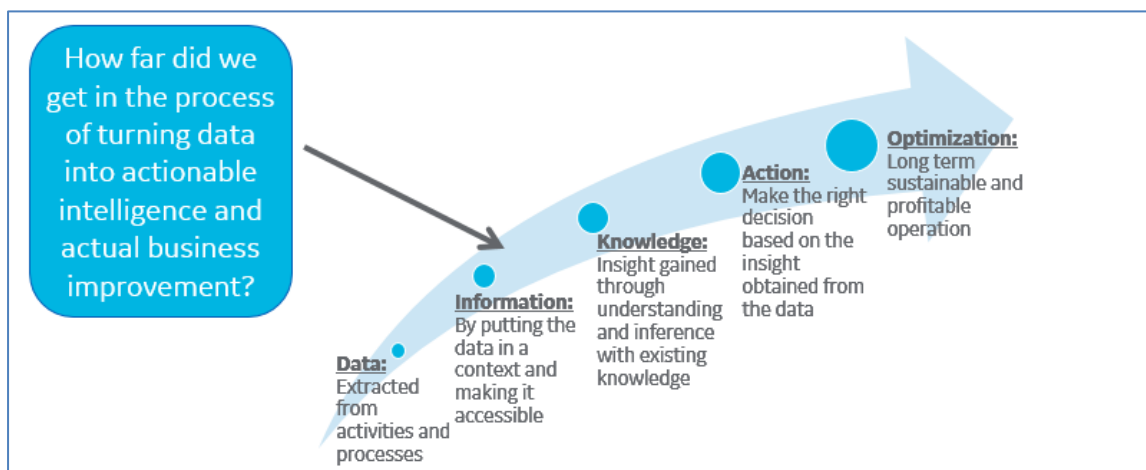 How far did we
get in the process
of turning data
into actionable
intelligence and
actual business
improvement?
Data:
Extracted
from
activities and
processes
Information:
By putting the
data in a
context and
making it
accessible
Knowledge:
Insight gained
through
understanding
and inference
with existing
knowledge
Action:
Make the right
decision
based on the
insight
obtained from
the data
Optimization:
Long term
sustainable and
profitable
operation